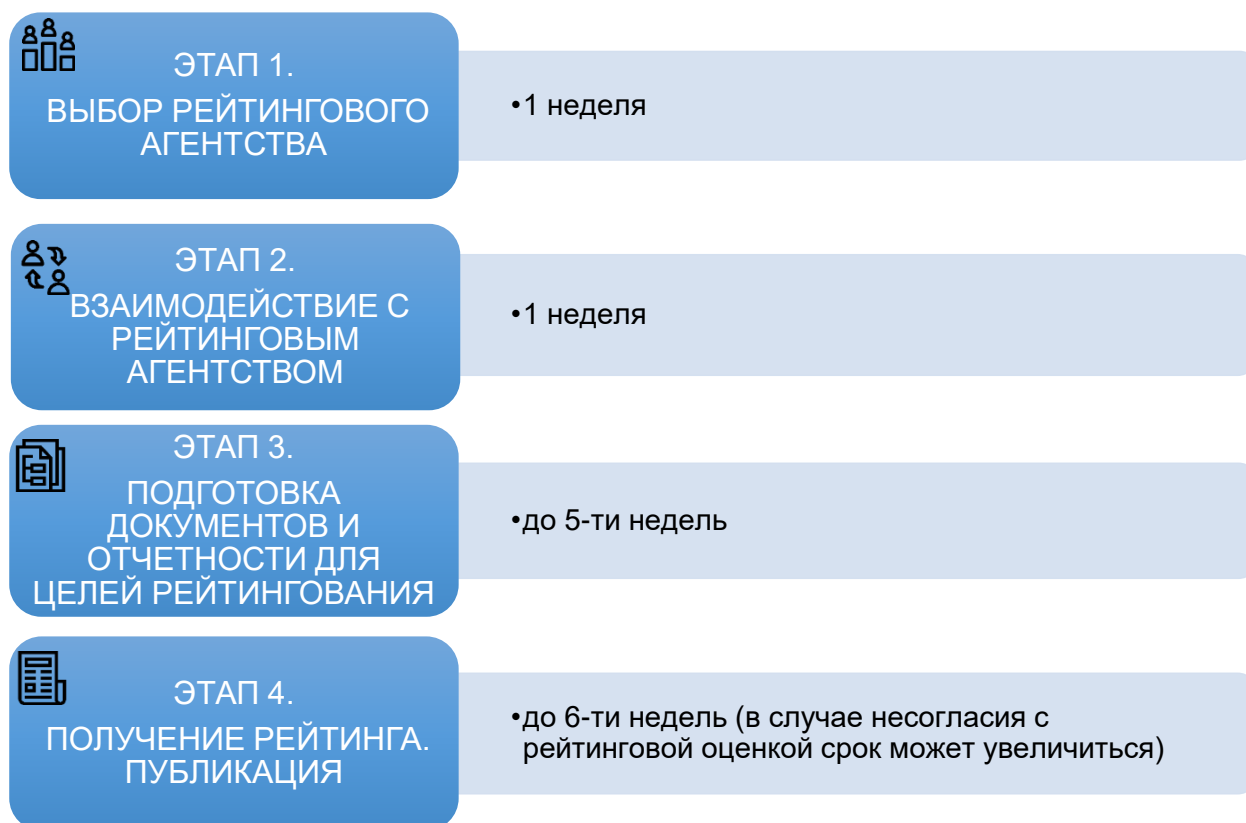 ЭТАП 1.
ВЫБОР РЕЙТИНГОВОГО
АГЕНТСТВА
•1 неделя
ЭТАП 2.
ВЗАИМОДЕЙСТВИЕ С
РЕЙТИНГОВЫМ
АГЕНТСТВОМ
•1 неделя
ЭТАП 3.
ПОДГОТОВКА
ДОКУМЕНТОВ И
ОТЧЕТНОСТИ ДЛЯ
ЦЕЛЕЙ РЕЙТИНГОВАНИЯ
•до 5-ти недель
ЭТАП 4.
ПОЛУЧЕНИЕ РЕЙТИНГА.
ПУБЛИКАЦИЯ
•до 6-ти недель (в случае несогласия с
рейтинговой оценкой срок может увеличиться)